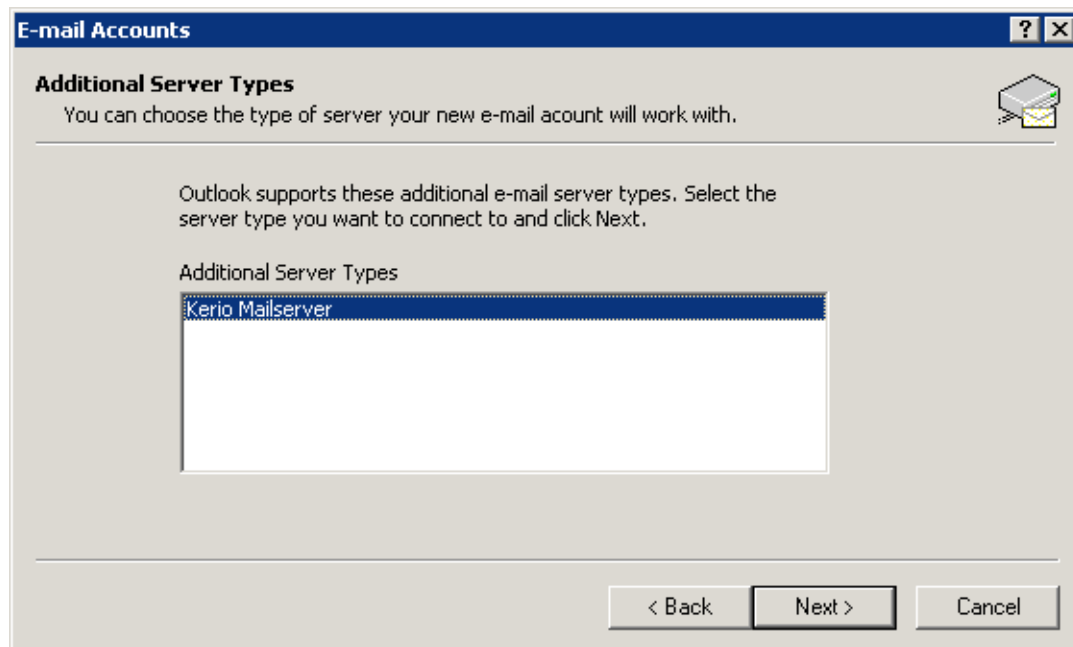 E-mail Accounts
?
Additional Server Types
You can choose the type of server your new e-mail acount will work with.
Outlook supports these additional e-mail server types. Select the
server type you want to connect to and click Next.
Additional Server Types
Kerio Mailserver
< Back Next > Cancel